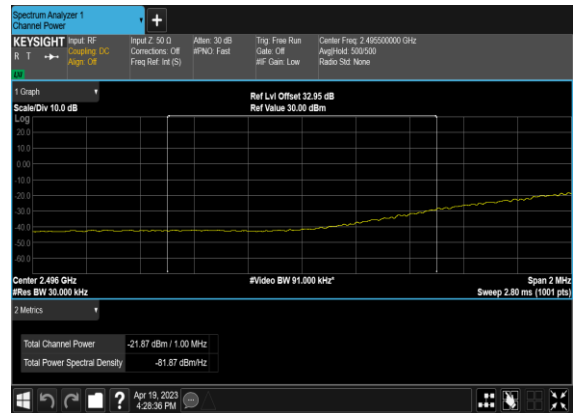 Spectrum Analyzer 1
Channel Power
+
KEYSIGHT
R T
LU
Input: RF
Coupling: DC
Align: Off
Input Z: 50 Ω
Corrections: Off
Freq Ref: Int (S)
Atten: 30 dB
#PNO: Fast
Trig: Free Run
Gate: Off
#IF Gain: Low
Center Freq: 2.495500000 GHz
Avg|Hold: 500/500
Radio Std: None
1 Graph
Scale/Div 10.0 dB
Ref Lvl Offset 32.95 dB
Ref Value 30.00 dBm
Log
20.0
10.0
0.00
-10.0
-20.0
-30.0
-40.0
-50.0
-60.0
Center 2.496 GHz
#Res BW 30.000 kHz
#Video BW 91.000 kHz*
Span 2 MHz
Sweep 2.80 ms (1001 pts)
2 Metrics
Total Channel Power -21.87 dBm / 1.00 MHz
Total Power Spectral Density -81.87 dBm/Hz
?
Apr 19, 2023
4:28:36 PM